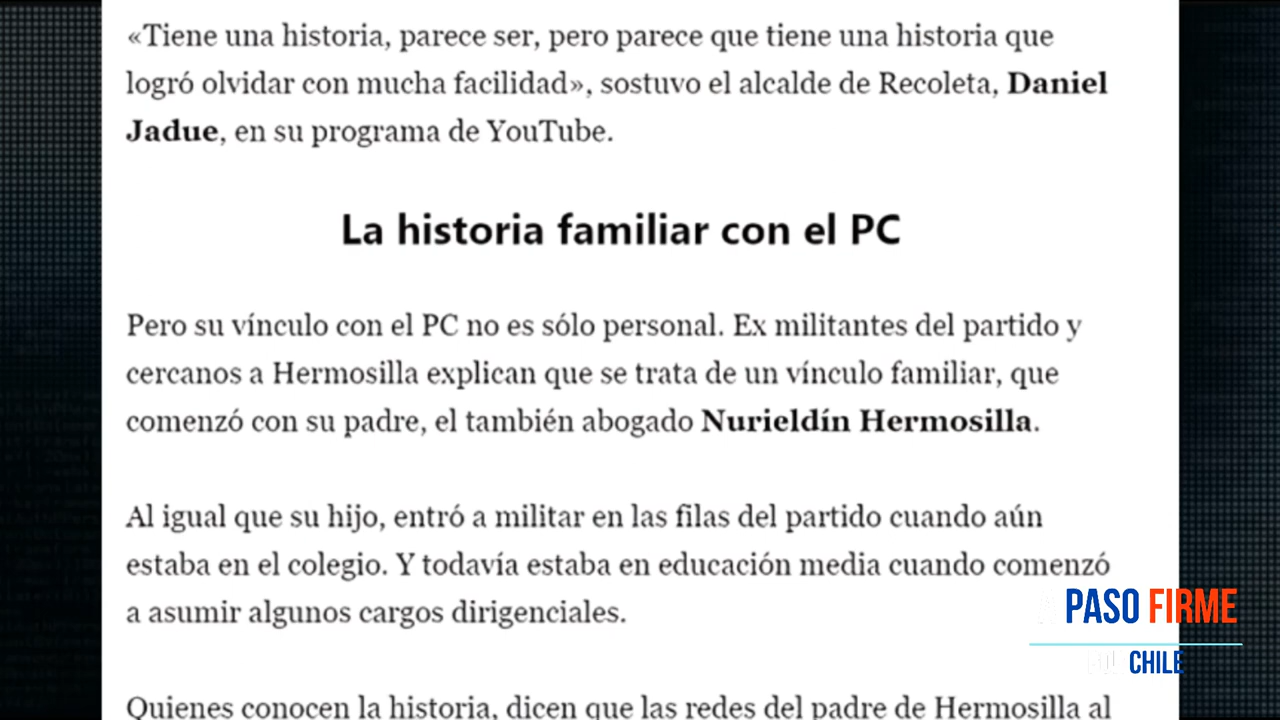 «Tiene una historia, parece ser, pero parece que tiene una historia que
logró olvidar con mucha facilidad», sostuvo el alcalde de Recoleta, Daniel
Jadue, en su programa de YouTube.
La historia familiar con el PC
Pero su vínculo con el PC no es sólo personal. Ex militantes del partido y
cercanos a Hermosilla explican que se trata de un vínculo familiar, que
comenzó con su padre, el también abogado Nurieldín Hermosilla.
Al igual que su hijo, entró a militar en las filas del partido cuando aún
estaba en el colegio. Y todavía estaba en educación media cuando comenzó
a asumir algunos cargos dirigenciales.
Quienes conocen la historia, dicen que las redes del padre de Hermosilla al
PASO FIRME
CHILE